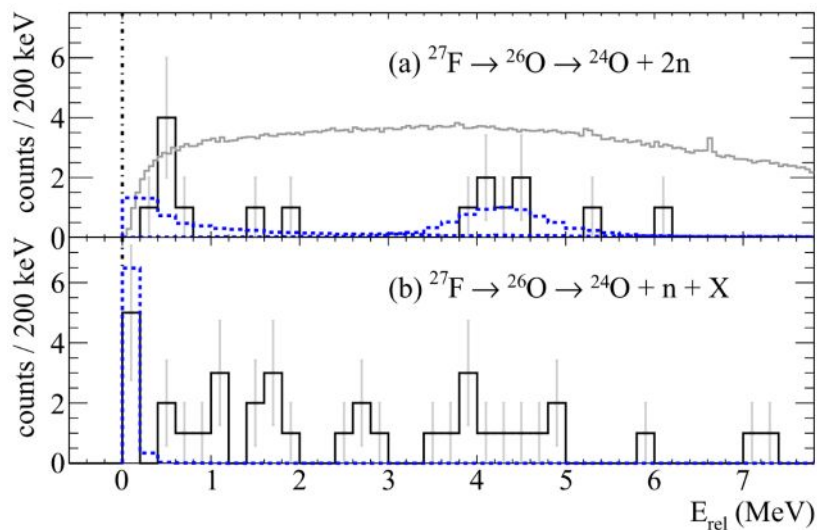 (a) ²⁷F → ²⁶O → ²⁴O + 2n
counts / 200 keV
6
4
2
0
(b) ²⁷F → ²⁶O → ²⁴O + n + X
counts / 200 keV
6
4
2
0
0 1 2 3 4 5 6 7
E_rel (MeV)